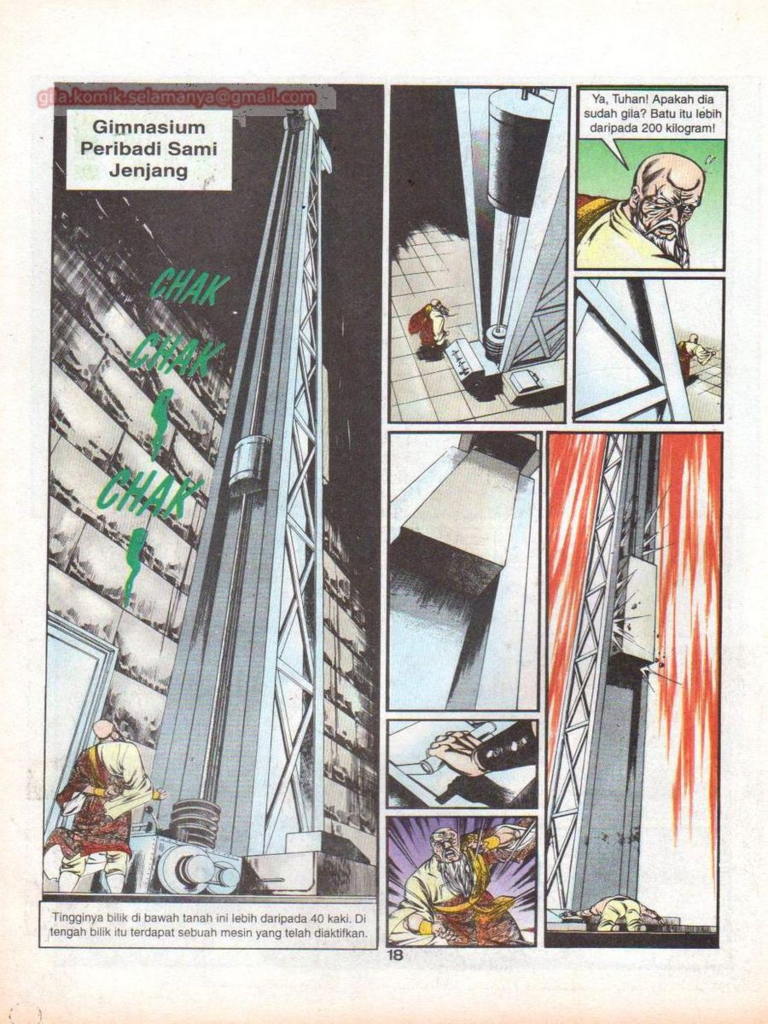 gila.komik.selamanya@gmail.com
Gimnasium
Peribadi Sami
Jenjang
CHAK
CHAK
CHAK
Ya, Tuhan! Apakah dia
sudah gila? Batu itu lebih
daripada 200 kilogram!
Tingginya bilik di bawah tanah ini lebih daripada 40 kaki. Di
tengah bilik itu terdapat sebuah mesin yang telah diaktifkan.
18